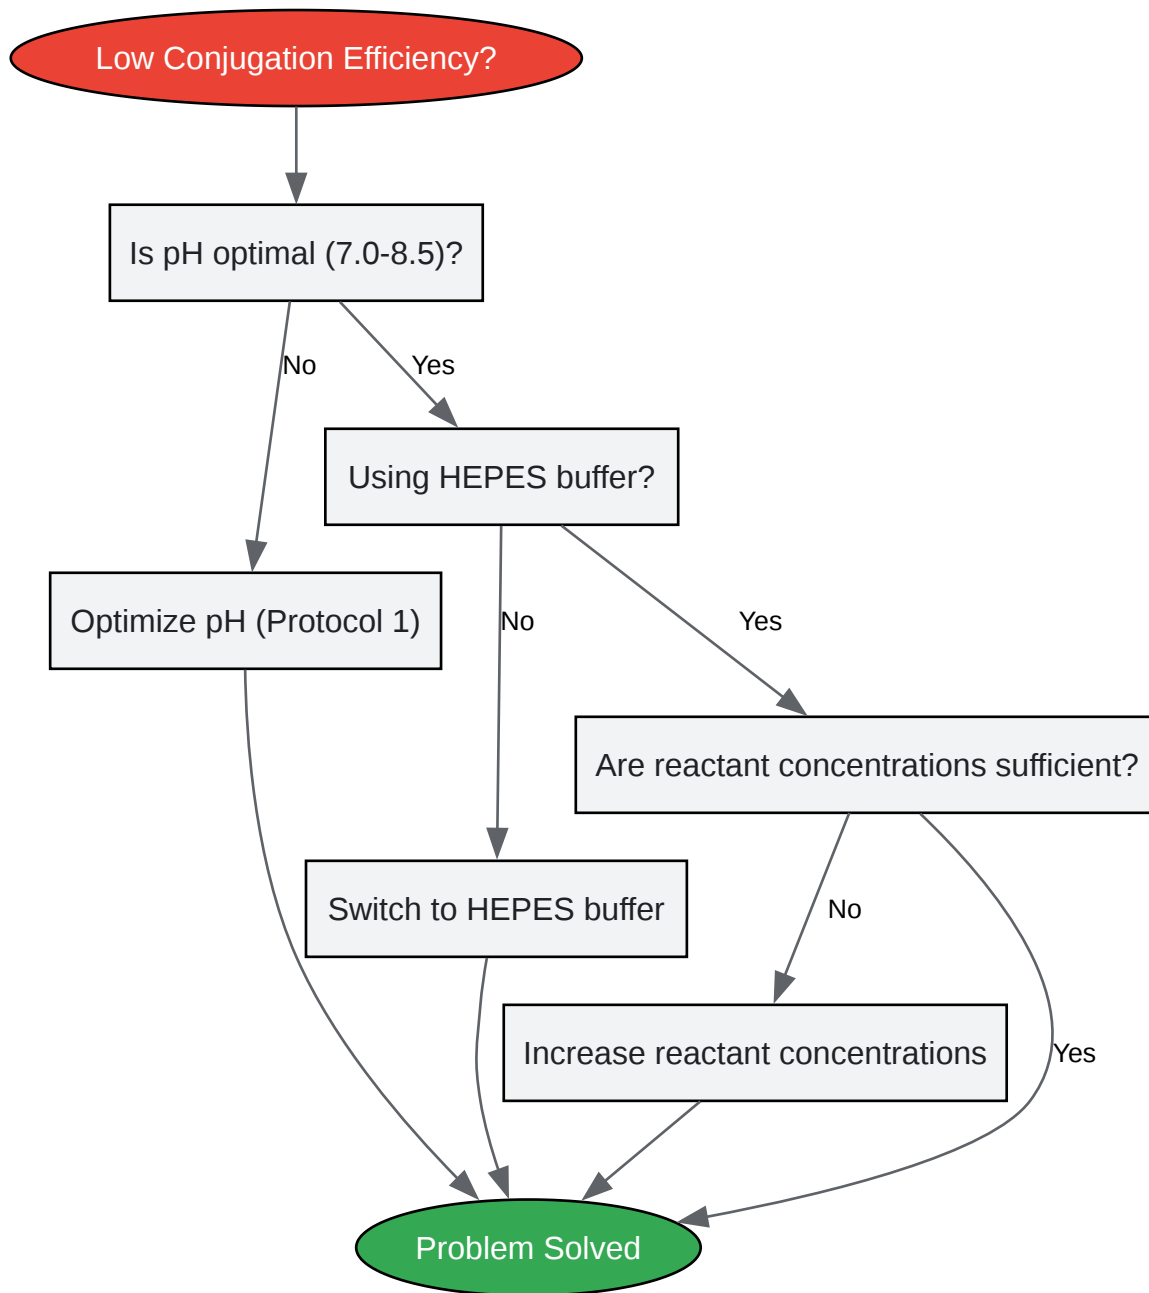 Low Conjugation Efficiency?
Is pH optimal (7.0-8.5)?
No
Yes
Using HEPES buffer?
Optimize pH (Protocol 1)
No
Yes
Are reactant concentrations sufficient?
Switch to HEPES buffer
No
Increase reactant concentrations
Yes
Problem Solved